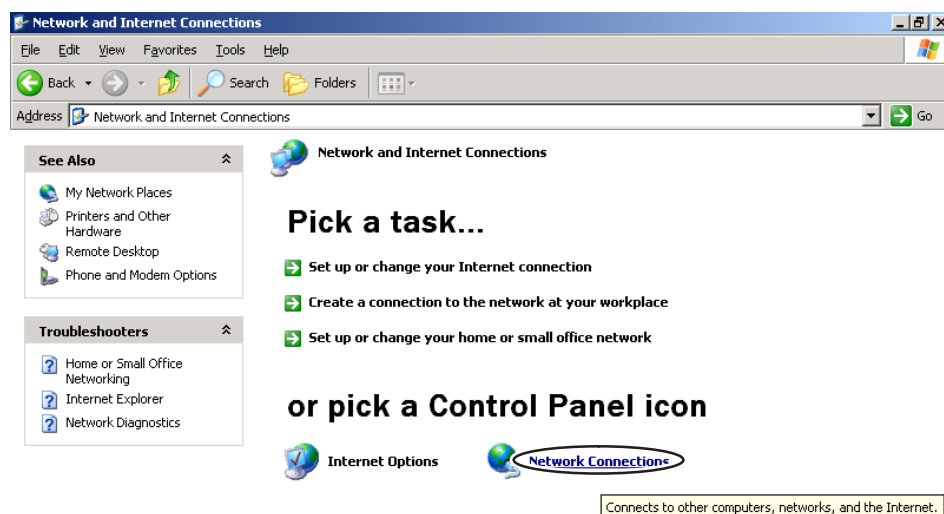 Network and Internet Connections
File Edit View Favorites Tools Help
Back Search Folders
Address Network and Internet Connections Go
See Also
My Network Places
Printers and Other
Hardware
Remote Desktop
Phone and Modem Options
Troubleshooters
Home or Small Office
Networking
Internet Explorer
Network Diagnostics
Network and Internet Connections
Pick a task...
Set up or change your Internet connection
Create a connection to the network at your workplace
Set up or change your home or small office network
or pick a Control Panel icon
Internet Options
Network Connections
Connects to other computers, networks, and the Internet.